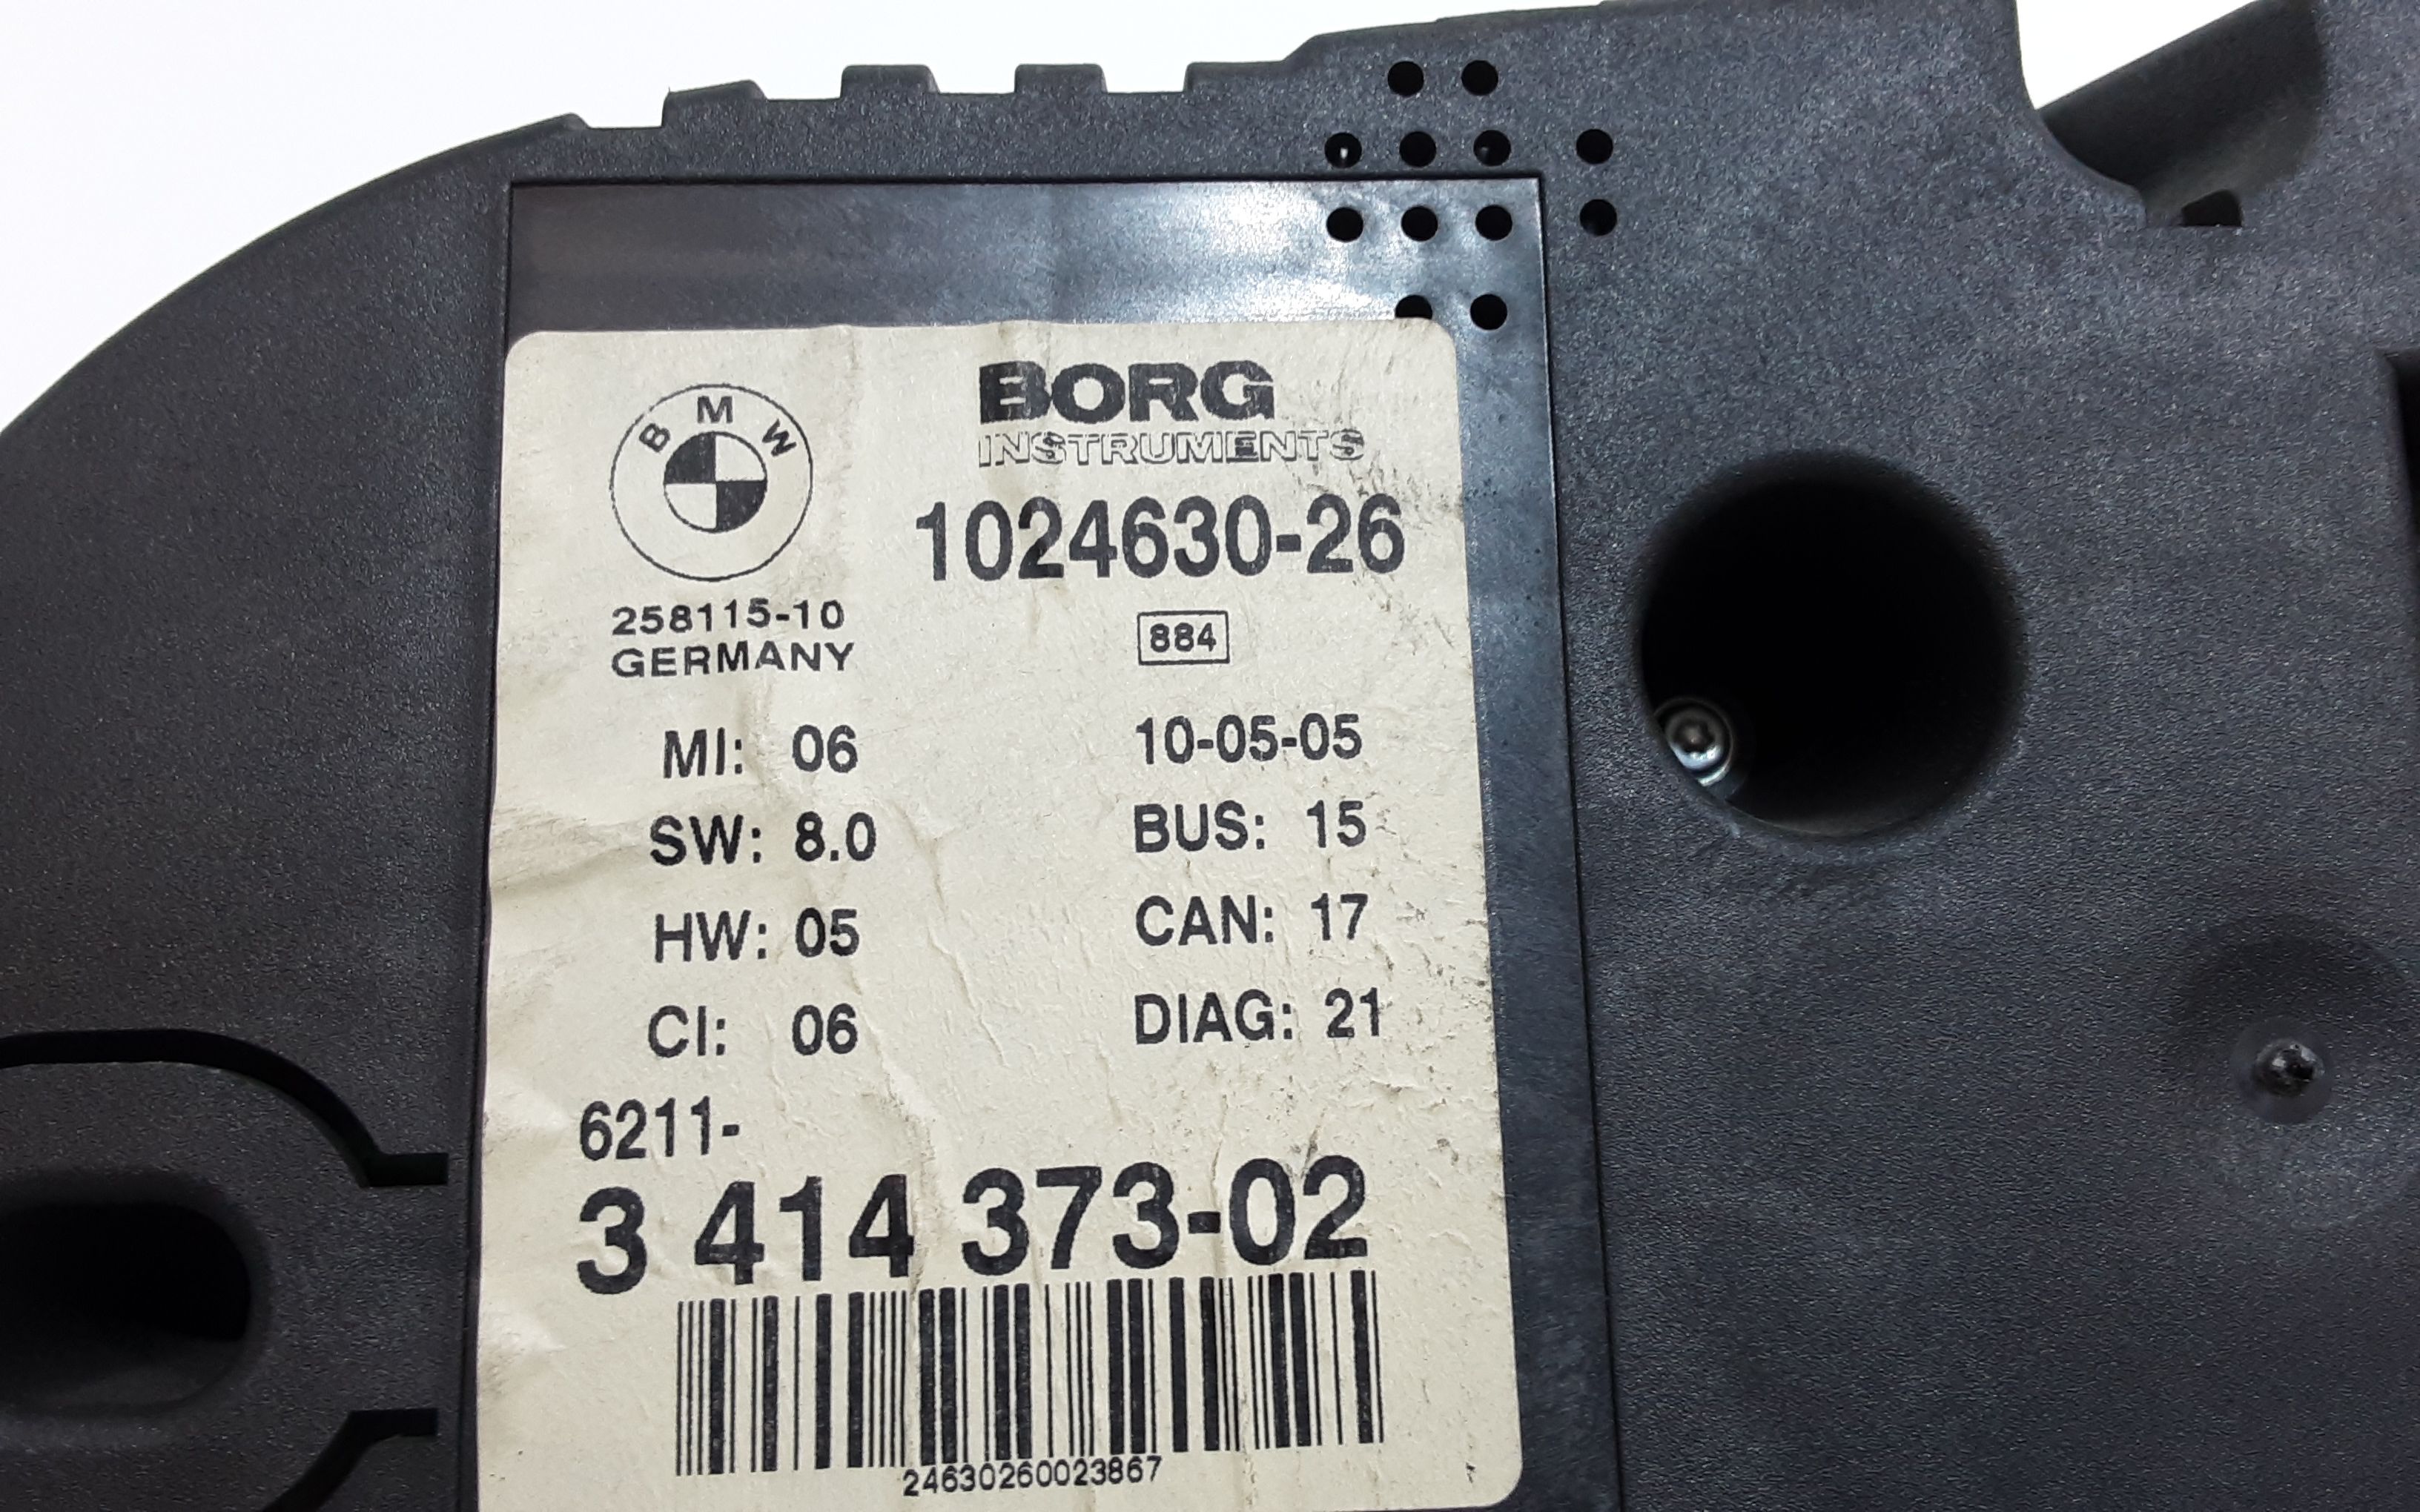 BMW
BORG
INSTRUMENTS
1024630-26
258115-10
GERMANY
884
MI: 06
10-05-05
SW: 8.0
BUS: 15
HW: 05
CAN: 17
CI: 06
DIAG: 21
6211-
3 414 373-02
24630260023867